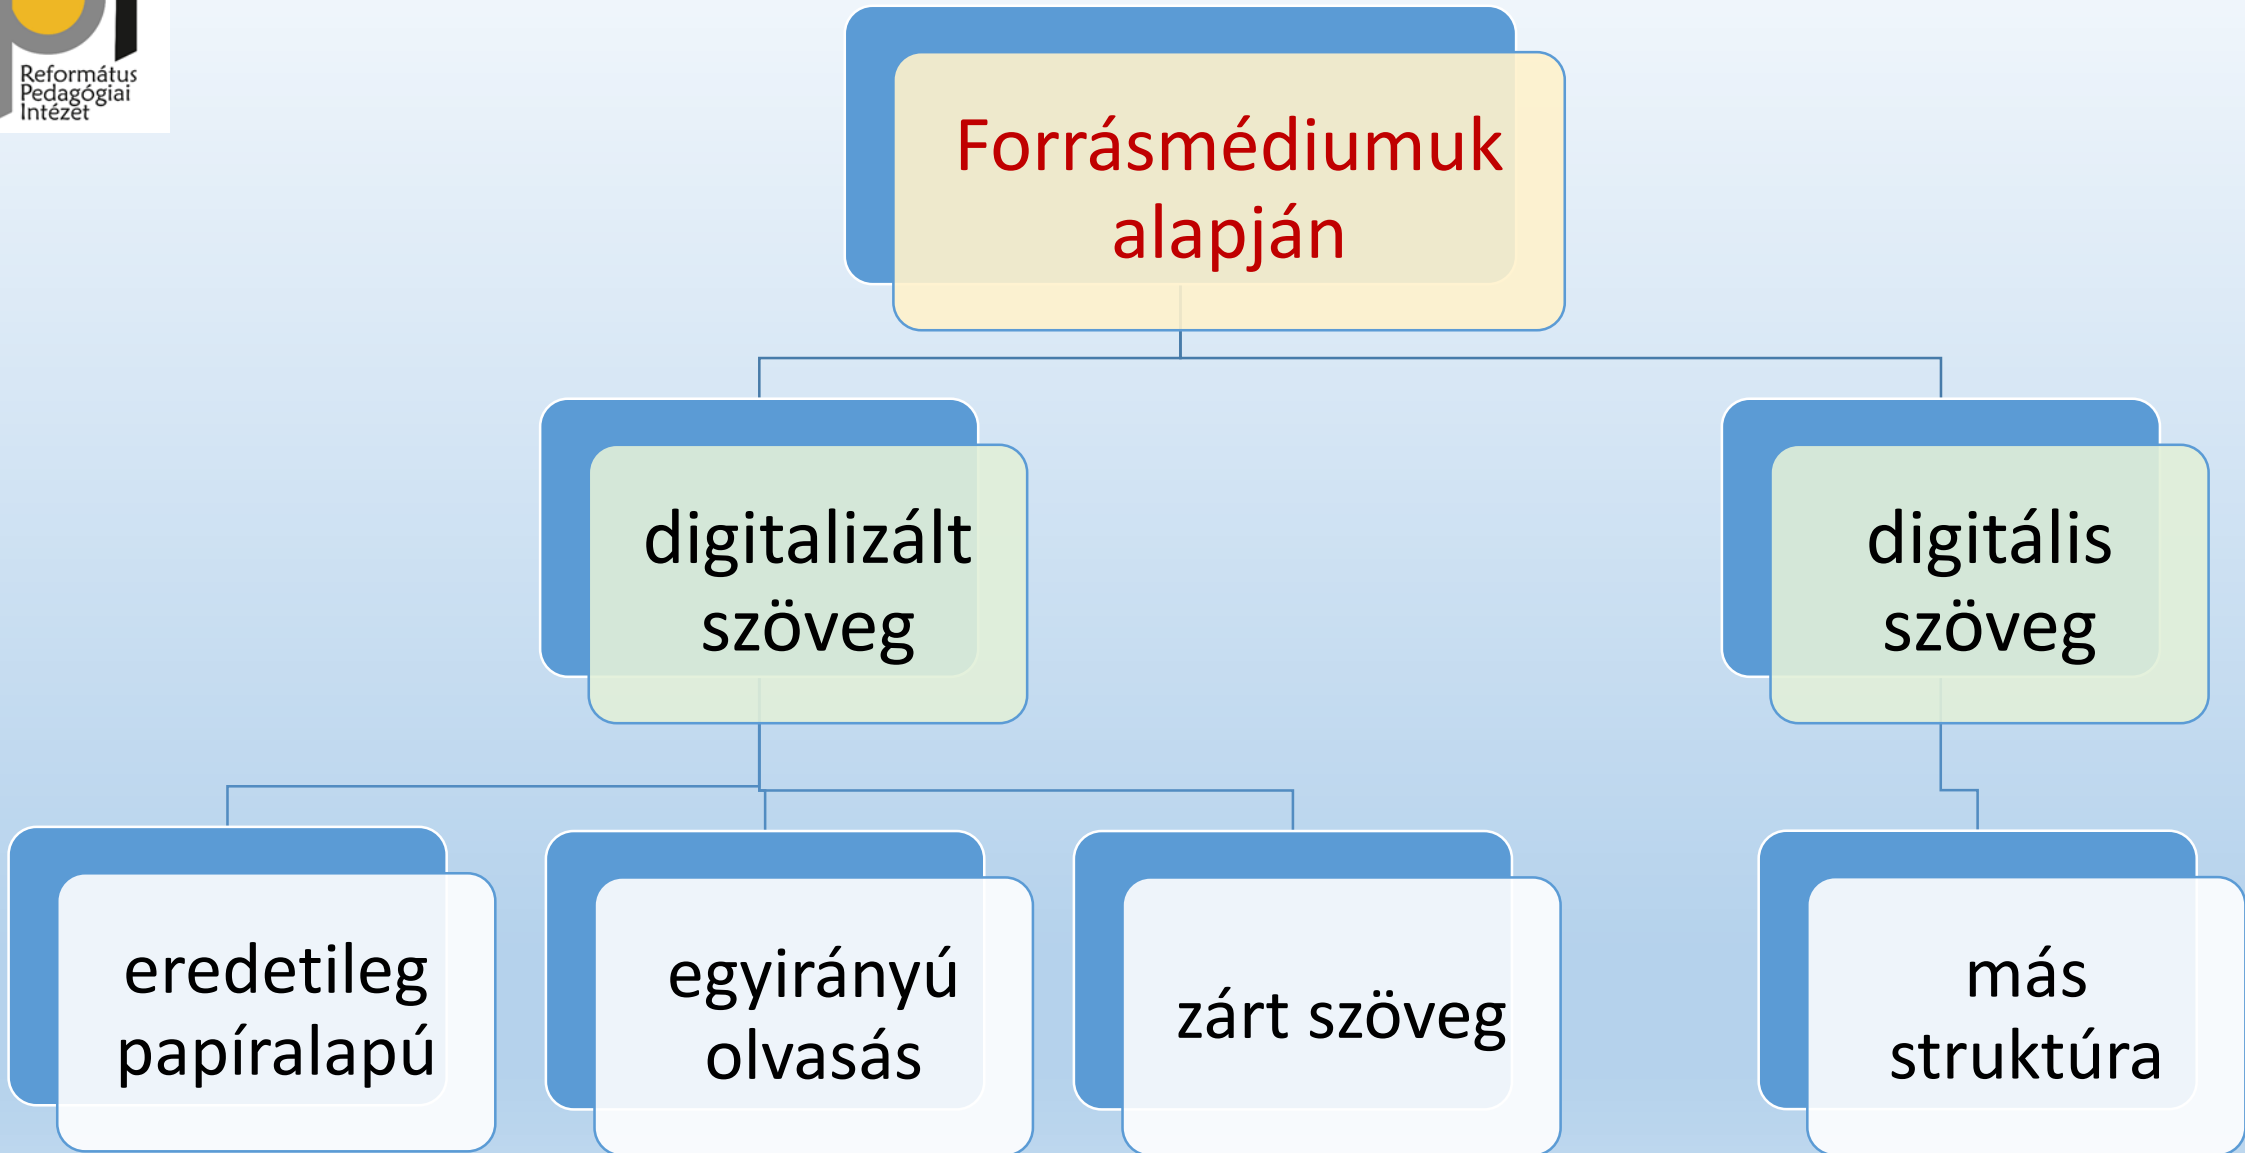 Református
Pedagógiai
Intézet
Forrásmédiumuk
alapján
digitalizált
szöveg
digitális
szöveg
eredetileg
papíralapú
egyirányú
olvasás
zárt szöveg
más
struktúra